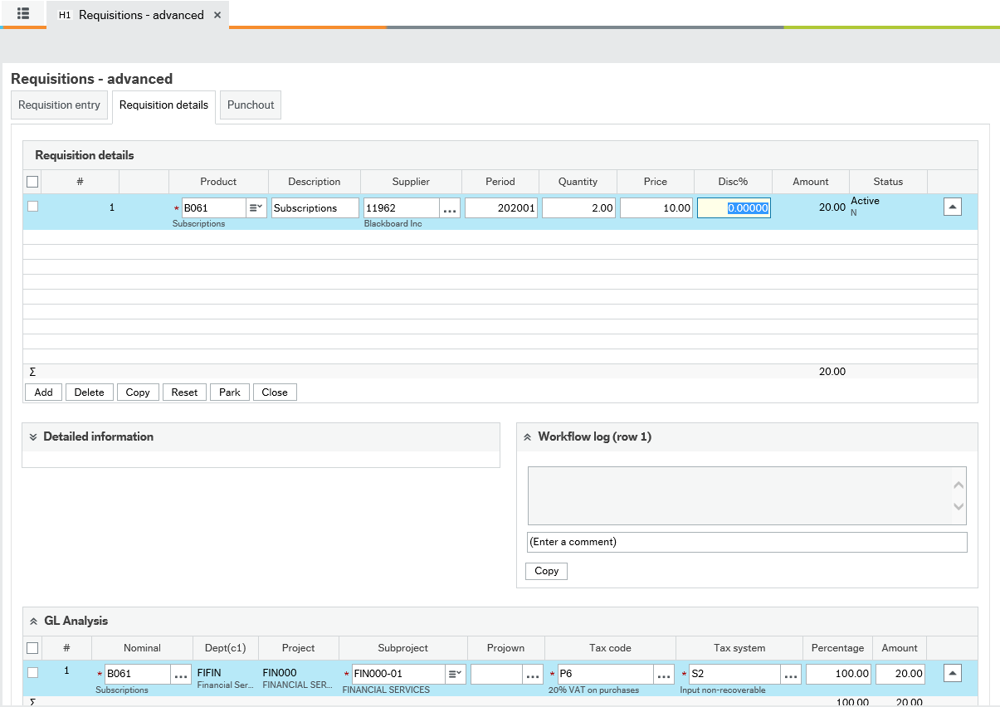 H1 Requisitions - advanced ×
Requisitions - advanced
Requisition entry Requisition details Punchout
Requisition details
# Product Description Supplier Period Quantity Price Disc% Amount Status
1 * B061 Subscriptions 11962 ... 202001 2.00 10.00 0.00000 20.00 Active
Subscriptions Blackboard Inc N
Σ 20.00
Add Delete Copy Reset Park Close
Detailed information
Workflow log (row 1)
(Enter a comment)
Copy
GL Analysis
# Nominal Dept(c1) Project Subproject Projown Tax code Tax system Percentage Amount
1 * B061 ... FIFIN FIN000 * FIN000-01 ... * P6 ... * S2 ... 100.00 20.00
Subscriptions Financial Ser... FINANCIAL SER... FINANCIAL SERVICES 20% VAT on purchases Input non-recoverable
Σ 100.00 20.00